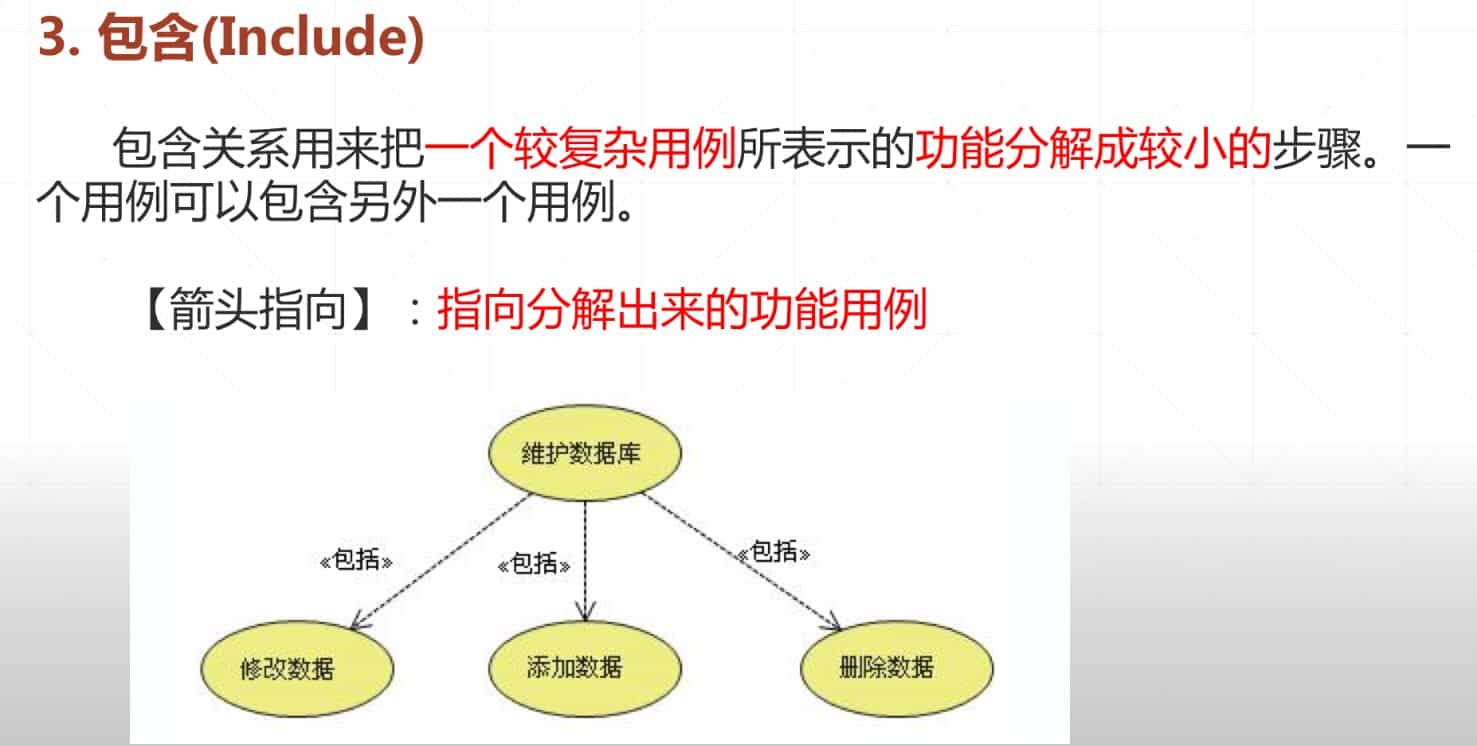 3. 包含(Include)
包含关系用来把一个较复杂用例所表示的功能分解成较小的步骤。一
个用例可以包含另外一个用例。
【箭头指向】：指向分解出来的功能用例
维护数据库
«包括»
«包括»
«包括»
修改数据
添加数据
删除数据